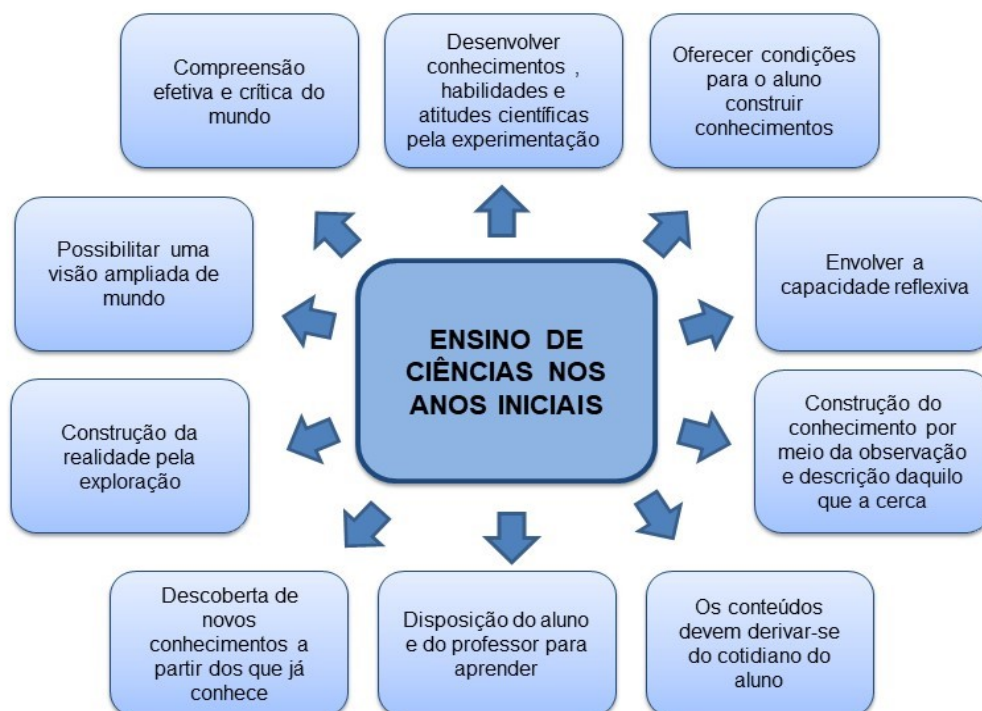 Compreensão
efetiva e crítica do
mundo
Desenvolver
conhecimentos ,
habilidades e
atitudes científicas
pela experimentação
Oferecer condições
para o aluno
construir
conhecimentos
Possibilitar uma
visão ampliada de
mundo
ENSINO DE
CIÊNCIAS NOS
ANOS INICIAIS
Envolver a
capacidade reflexiva
Construção da
realidade pela
exploração
Construção do
conhecimento por
meio da observação
e descrição daquilo
que a cerca
Descoberta de
novos
conhecimentos a
partir dos que já
conhece
Disposição do aluno
e do professor para
aprender
Os conteúdos
devem derivar-se
do cotidiano do
aluno